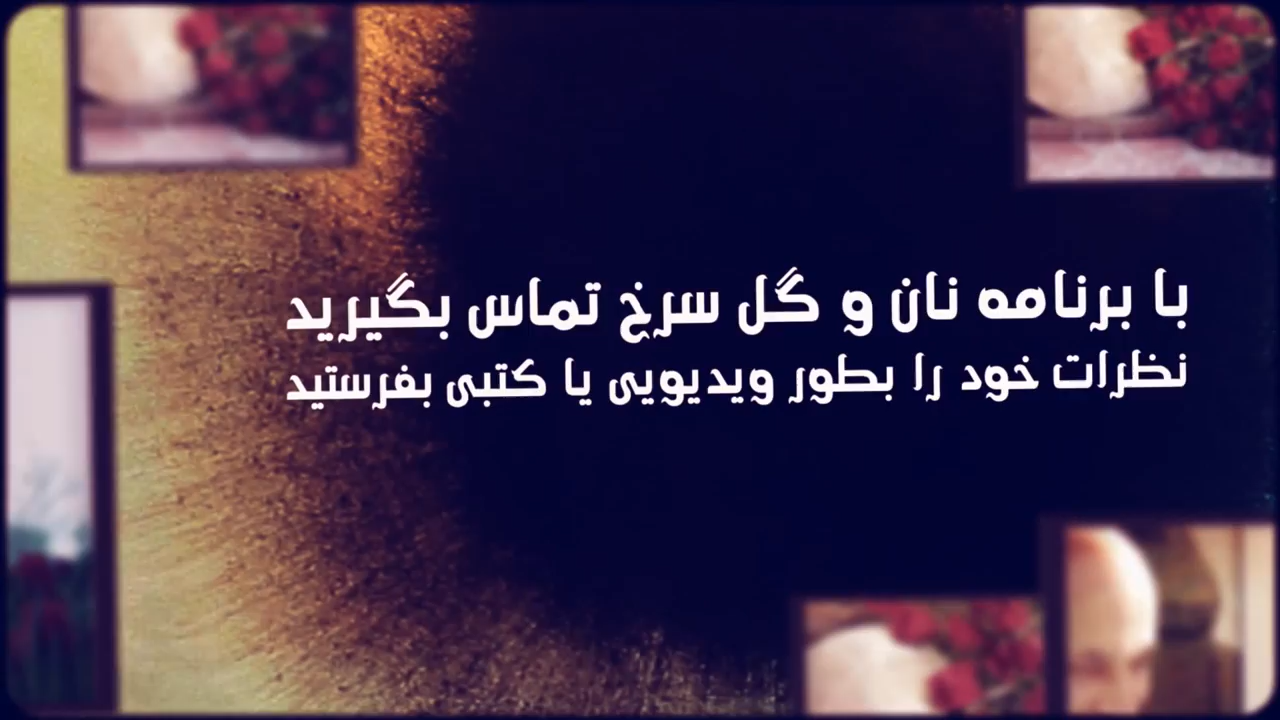 با برنامه نان و گل سرخ تماس بگیرید
نظرات خود را بطور ویدیویی یا کتبی بفرستید